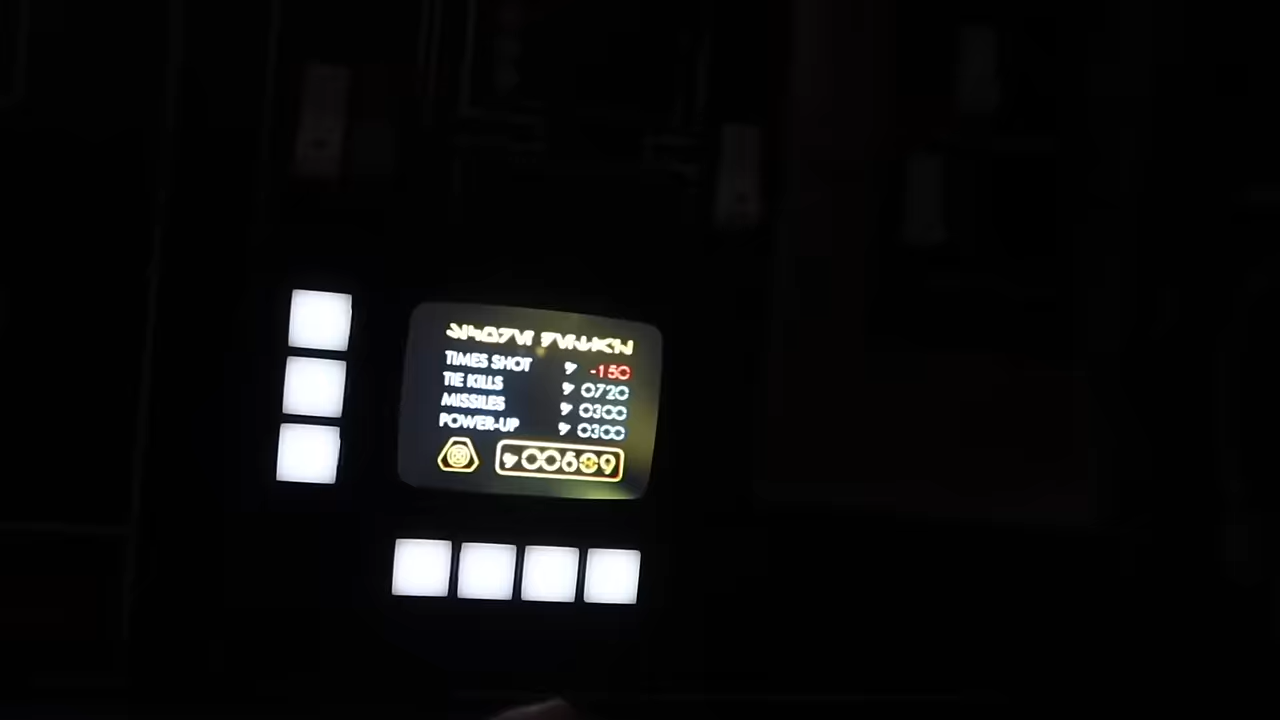 TIMES SHOT -150
TIE KILLS 0720
MISSILES 0300
POWER-UP 0300